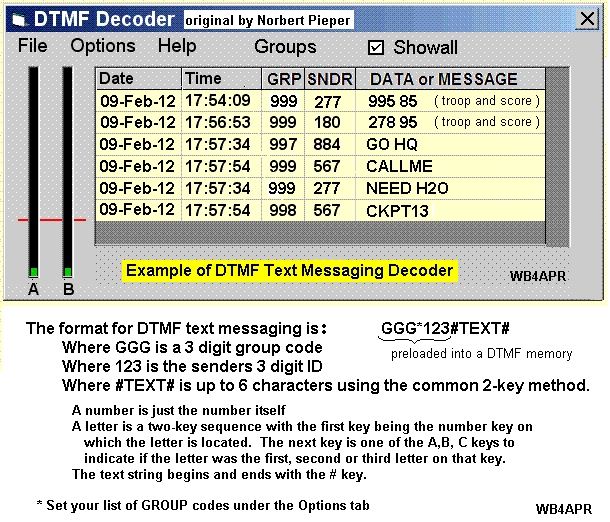 DTMF Decoder original by Norbert Pieper
File Options Help Groups Showall
Date Time GRP SNDR DATA or MESSAGE
09-Feb-12 17:54:09 999 277 995 85 ( troop and score )
09-Feb-12 17:56:53 999 180 278 95 ( troop and score )
09-Feb-12 17:57:34 997 884 GO HQ
09-Feb-12 17:57:54 999 567 CALLME
09-Feb-12 17:57:34 999 277 NEED H2O
09-Feb-12 17:57:54 998 567 CKPT13
A B
Example of DTMF Text Messaging Decoder
WB4APR
The format for DTMF text messaging is: GGG*123#TEXT#
Where GGG is a 3 digit group code
preloaded into a DTMF memory
Where 123 is the senders 3 digit ID
Where #TEXT# is up to 6 characters using the common 2-key method.
A number is just the number itself
A letter is a two-key sequence with the first key being the number key on
which the letter is located. The next key is one of the A,B, C keys to
indicate if the letter was the first, second or third letter on that key.
The text string begins and ends with the # key.
* Set your list of GROUP codes under the Options tab
WB4APR